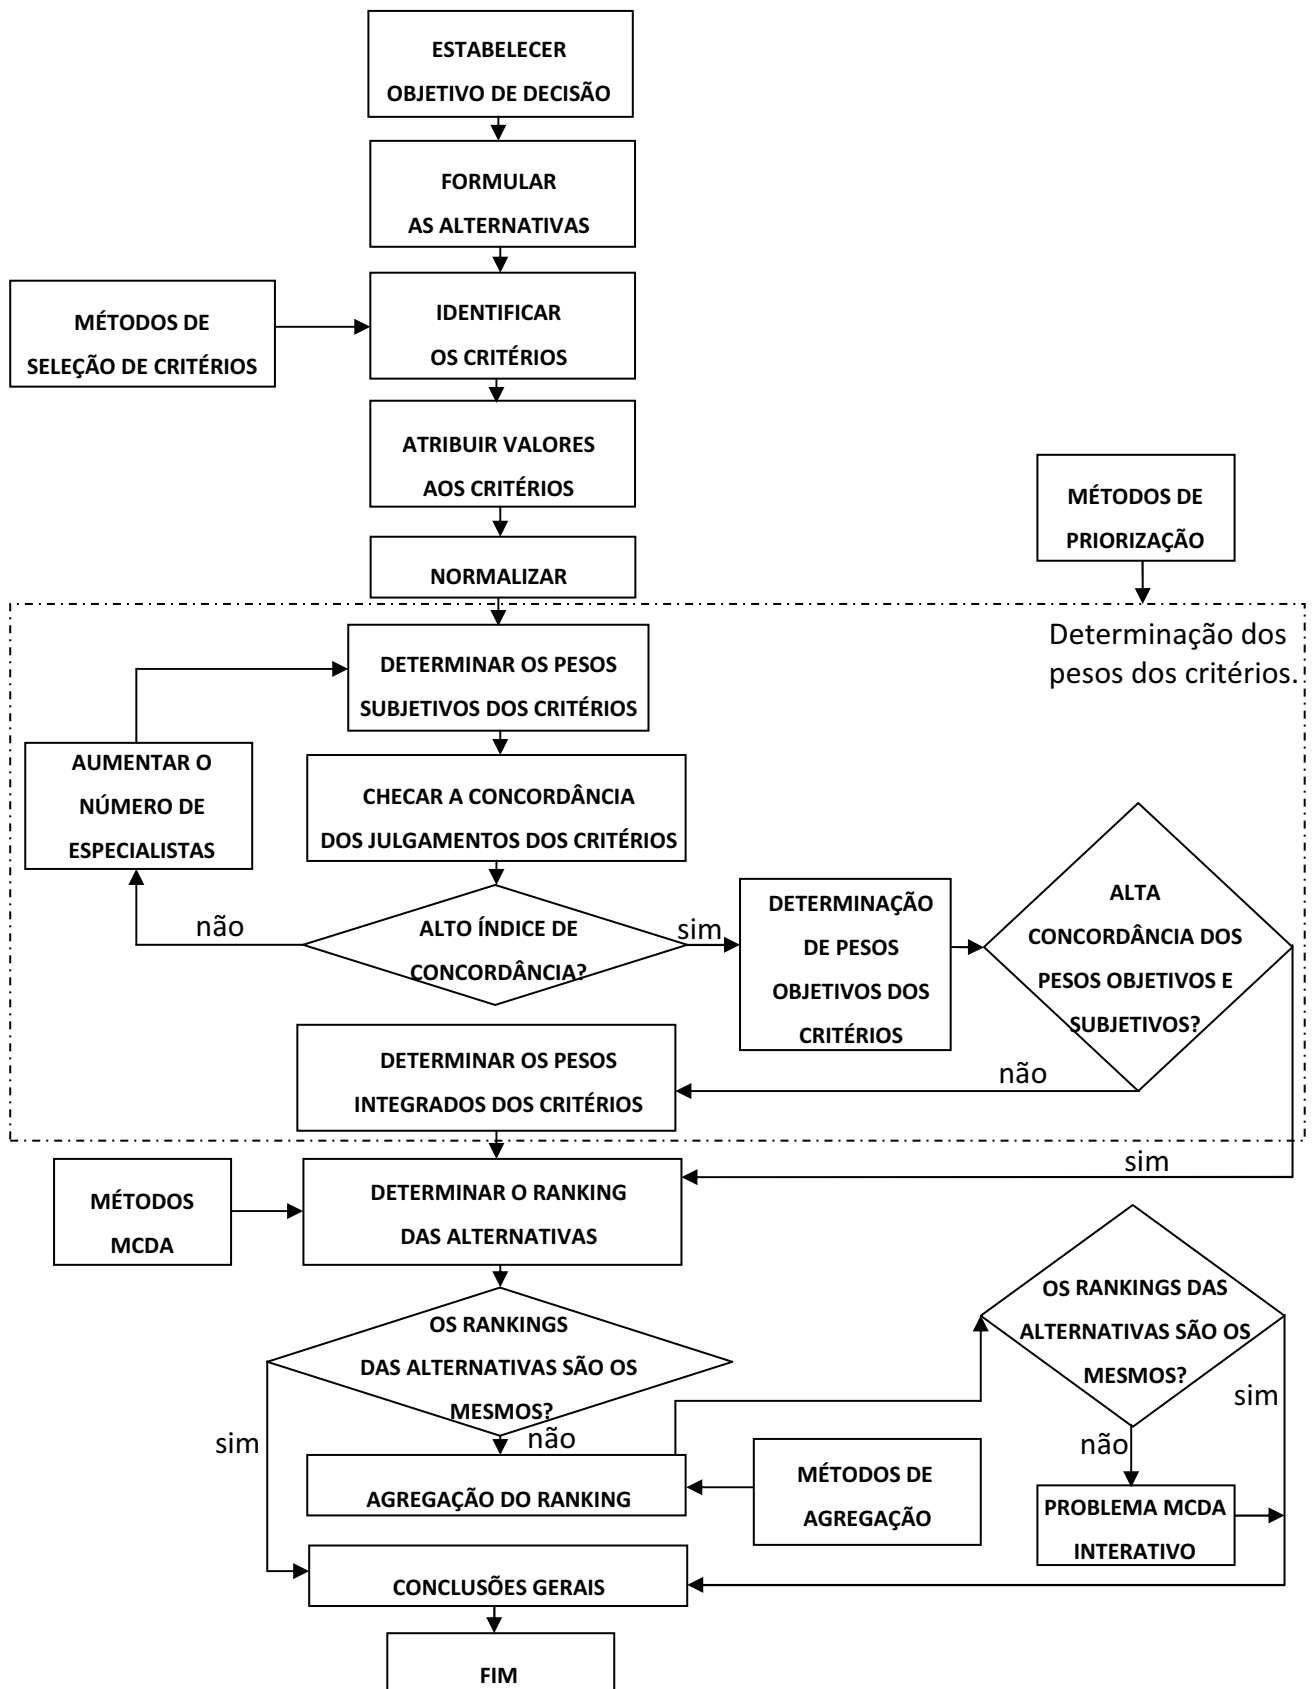 ESTABELECER
OBJETIVO DE DECISÃO
FORMULAR
AS ALTERNATIVAS
MÉTODOS DE
SELEÇÃO DE CRITÉRIOS
IDENTIFICAR
OS CRITÉRIOS
ATRIBUIR VALORES
AOS CRITÉRIOS
MÉTODOS DE
PRIORIZAÇÃO
NORMALIZAR
Determinação dos
pesos dos critérios.
DETERMINAR OS PESOS
SUBJETIVOS DOS CRITÉRIOS
AUMENTAR O
NÚMERO DE
ESPECIALISTAS
CHECAR A CONCORDÂNCIA
DOS JULGAMENTOS DOS CRITÉRIOS
não
ALTO ÍNDICE DE
CONCORDÂNCIA?
sim
DETERMINAÇÃO
DE PESOS
OBJETIVOS DOS
CRITÉRIOS
ALTA
CONCORDÂNCIA DOS
PESOS OBJETIVOS E
SUBJETIVOS?
não
DETERMINAR OS PESOS
INTEGRADOS DOS CRITÉRIOS
sim
MÉTODOS
MCDA
DETERMINAR O RANKING
DAS ALTERNATIVAS
OS RANKINGS
DAS ALTERNATIVAS SÃO OS
MESMOS?
OS RANKINGS DAS
ALTERNATIVAS SÃO OS
MESMOS?
sim
sim
não
não
AGREGAÇÃO DO RANKING
MÉTODOS DE
AGREGAÇÃO
PROBLEMA MCDA
INTERATIVO
CONCLUSÕES GERAIS
FIM